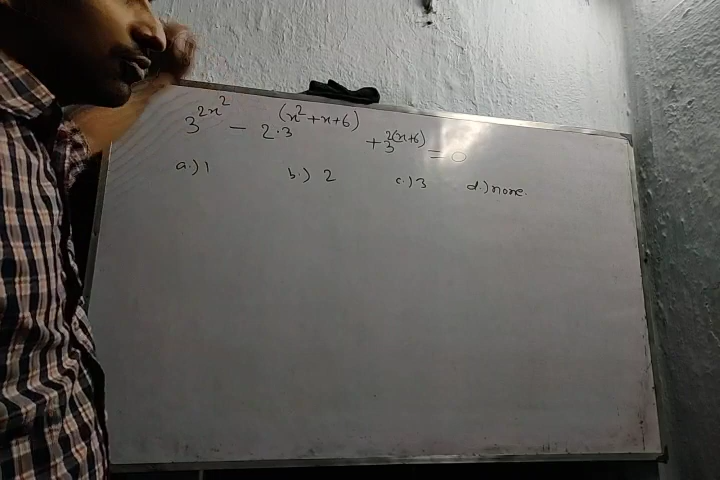 3^{2x^2} - 2.3^{(x^2+x+6)} + 3^{2(x+6)} = 0
a.) 1 b.) 2 c.) 3 d.) none.